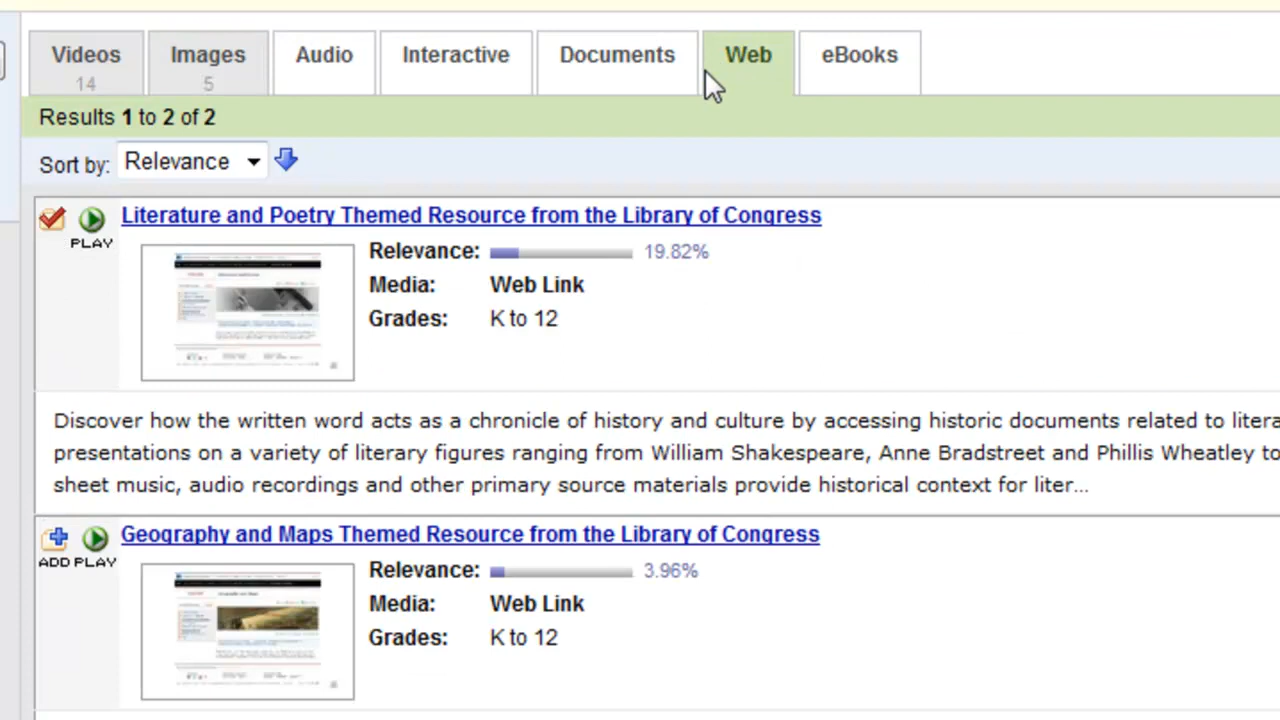 Videos Images Audio Interactive Documents Web eBooks
14 5
Results 1 to 2 of 2
Sort by: Relevance
Literature and Poetry Themed Resource from the Library of Congress
PLAY
Relevance: 19.82%
Media: Web Link
Grades: K to 12
Discover how the written word acts as a chronicle of history and culture by accessing historic documents related to litera
presentations on a variety of literary figures ranging from William Shakespeare, Anne Bradstreet and Phillis Wheatley to
sheet music, audio recordings and other primary source materials provide historical context for liter...
Geography and Maps Themed Resource from the Library of Congress
ADD PLAY
Relevance: 3.96%
Media: Web Link
Grades: K to 12